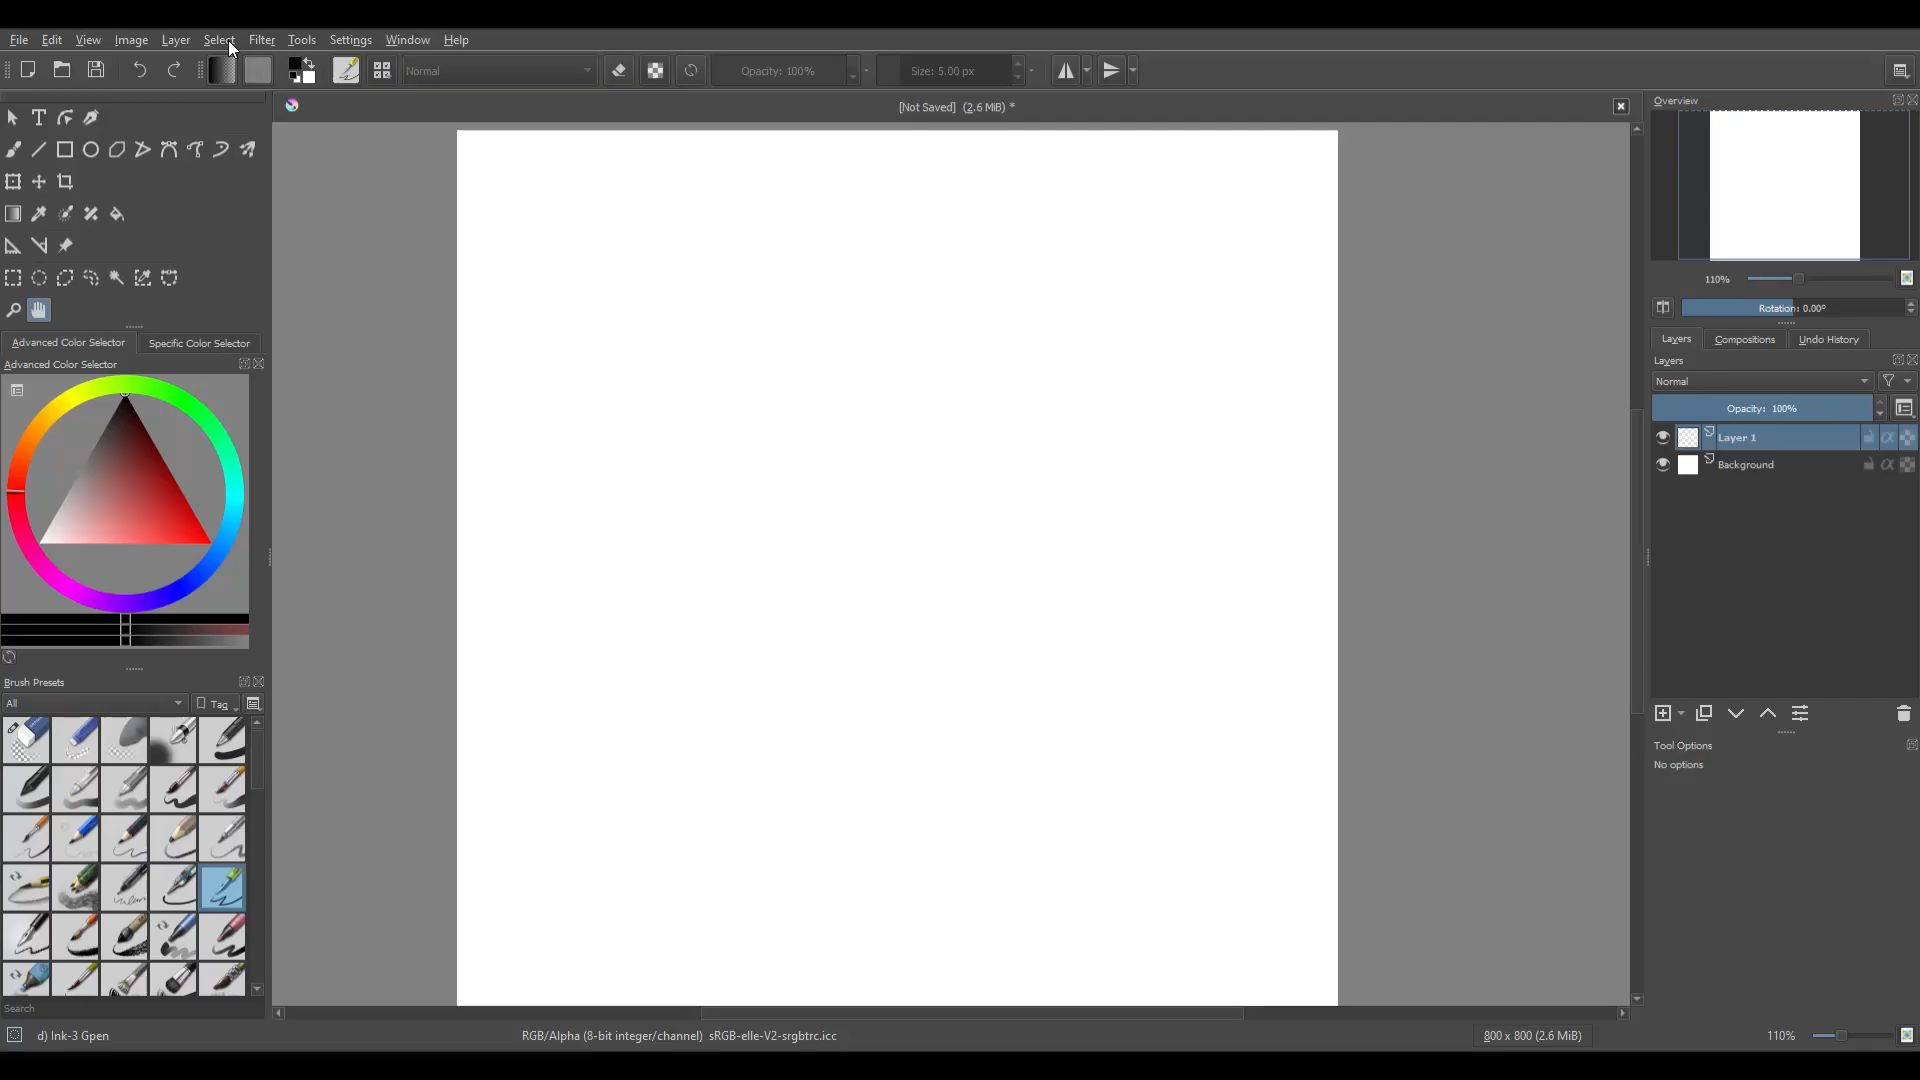 File Edit View Image Layer Select Filter Tools Settings Window Help
Normal Opacity: 100% Size: 5.00 px
[Not Saved] (2.6 MiB) *
Overview
110%
Rotation: 0.00°
Advanced Color Selector Specific Color Selector
Advanced Color Selector
Layers Compositions Undo History
Layers
Normal
Opacity: 100%
Layer 1
Background
Brush Presets
All Tag
Tool Options
No options
Search
d) Ink-3 Gpen RGB/Alpha (8-bit integer/channel) sRGB-elle-V2-srgbtrc.icc 800 x 800 (2.6 MiB) 110%